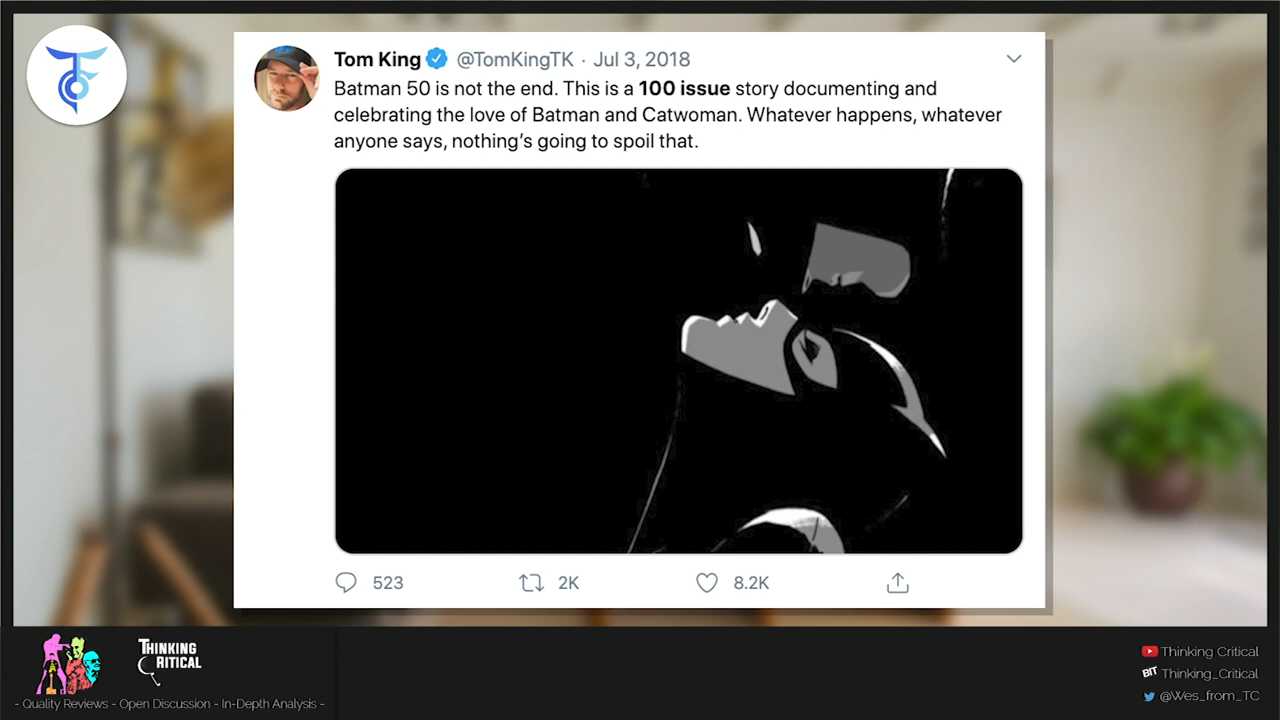 Tom King @TomKingTK · Jul 3, 2018
Batman 50 is not the end. This is a 100 issue story documenting and
celebrating the love of Batman and Catwoman. Whatever happens, whatever
anyone says, nothing’s going to spoil that.
523 2K 8.2K
THINKING
CRITICAL
- Quality Reviews - Open Discussion - In-Depth Analysis -
Thinking Critical
BIT Thinking_Critical
@Wes_from_TC